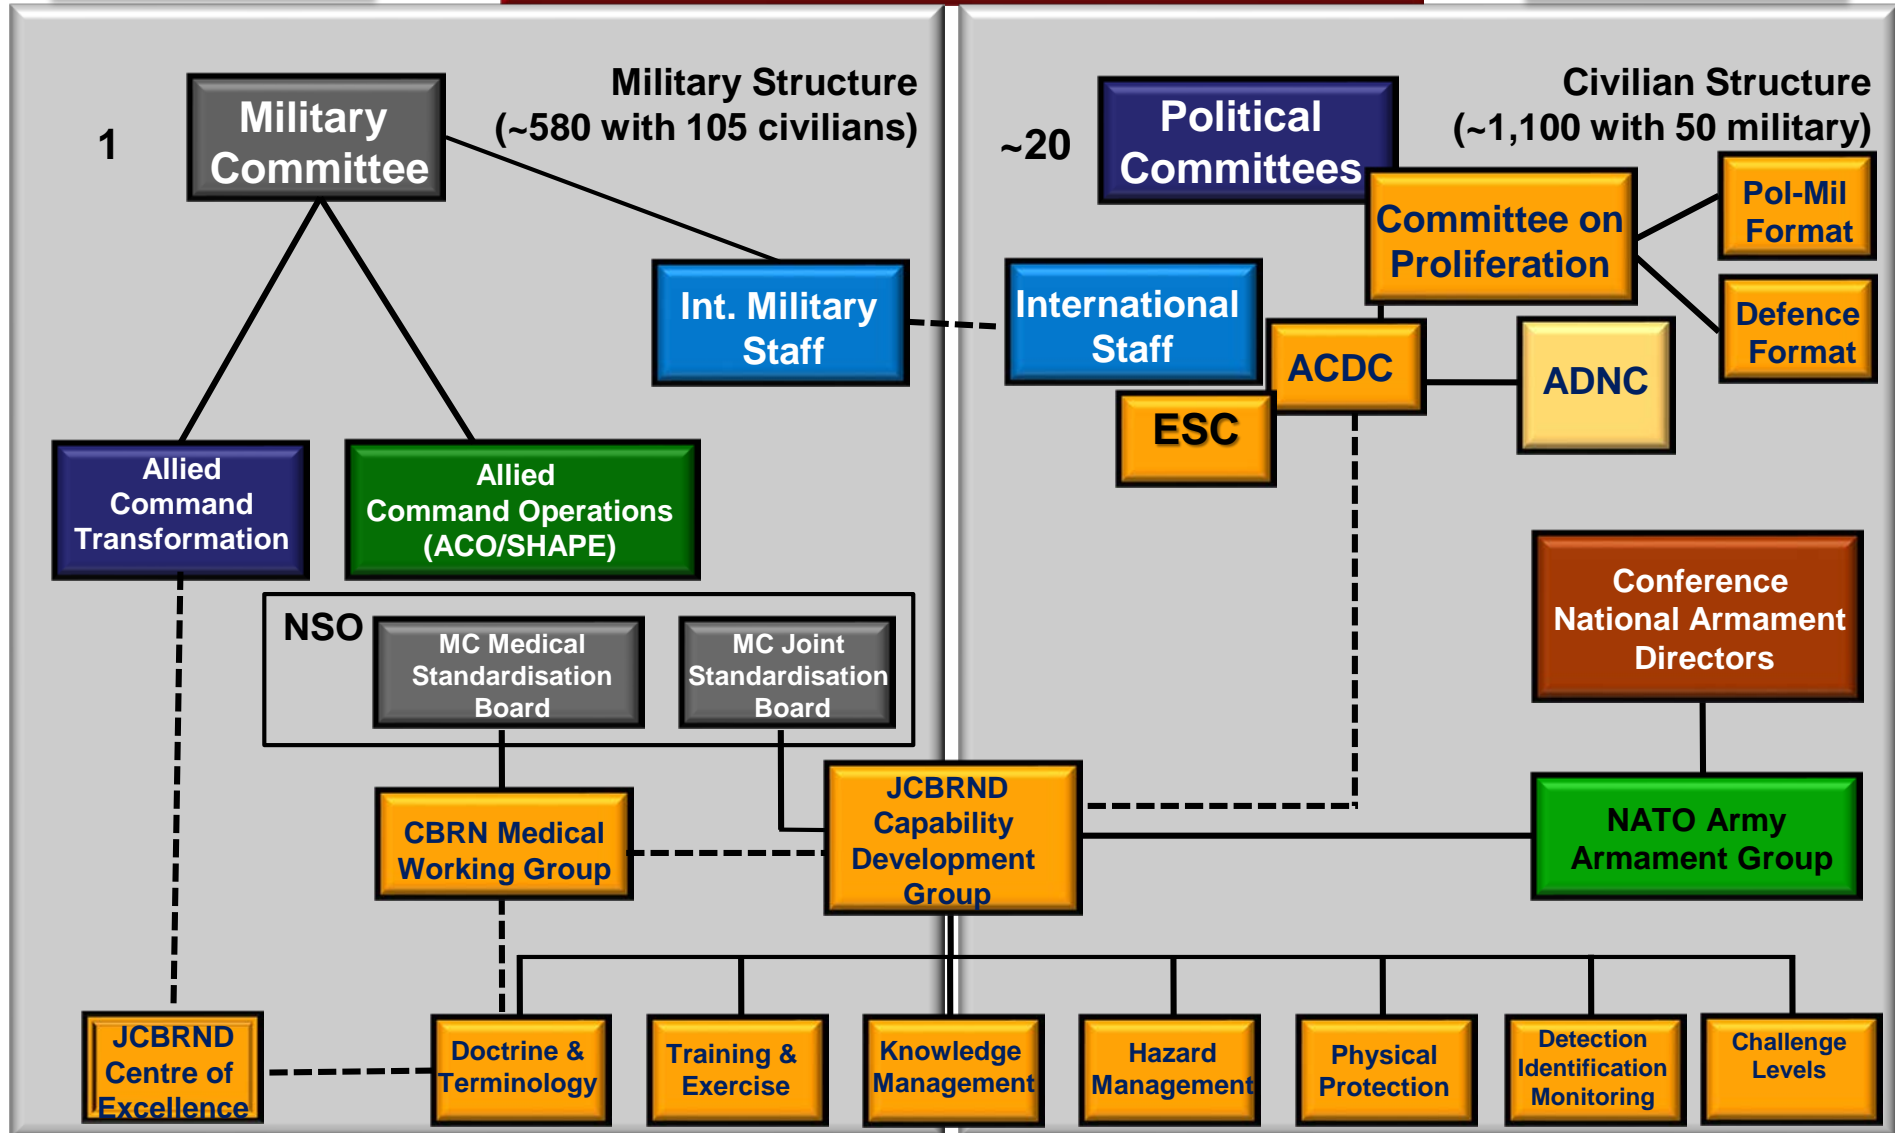 Military Structure
(~580 with 105 civilians)
1
Military
Committee
Int. Military
Staff
Allied
Command
Transformation
Allied
Command Operations
(ACO/SHAPE)
NSO
MC Medical
Standardisation
Board
MC Joint
Standardisation
Board
CBRN Medical
Working Group
JCBRND
Capability
Development
Group
Civilian Structure
(~1,100 with 50 military)
~20
Political
Committees
Committee on
Proliferation
Pol-Mil
Format
Defence
Format
International
Staff
ACDC
ADNC
ESC
Conference
National Armament
Directors
NATO Army
Armament Group
JCBRND
Centre of
Excellence
Doctrine &
Terminology
Training &
Exercise
Knowledge
Management
Hazard
Management
Physical
Protection
Detection
Identification
Monitoring
Challenge
Levels